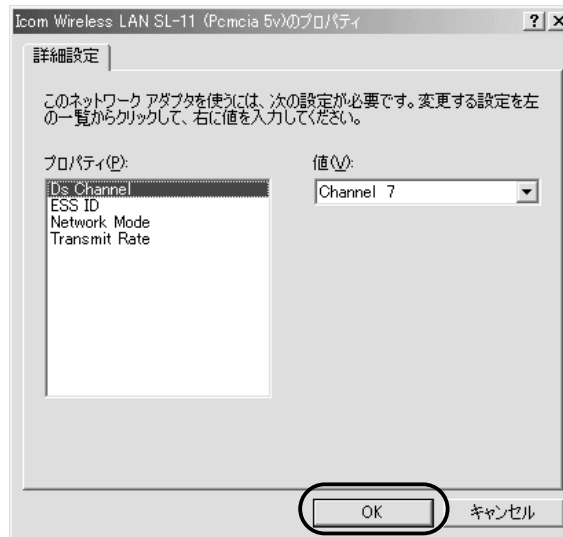 Icom Wireless LAN SL-11 (Pcmcia 5v)のプロパティ
詳細設定
このネットワーク アダプタを使うには、次の設定が必要です。変更する設定を左
の一覧からクリックして、右に値を入力してください。
プロパティ(P):
値(V):
Ds Channel
Channel 7
ESS ID
Network Mode
Transmit Rate
OK
キャンセル